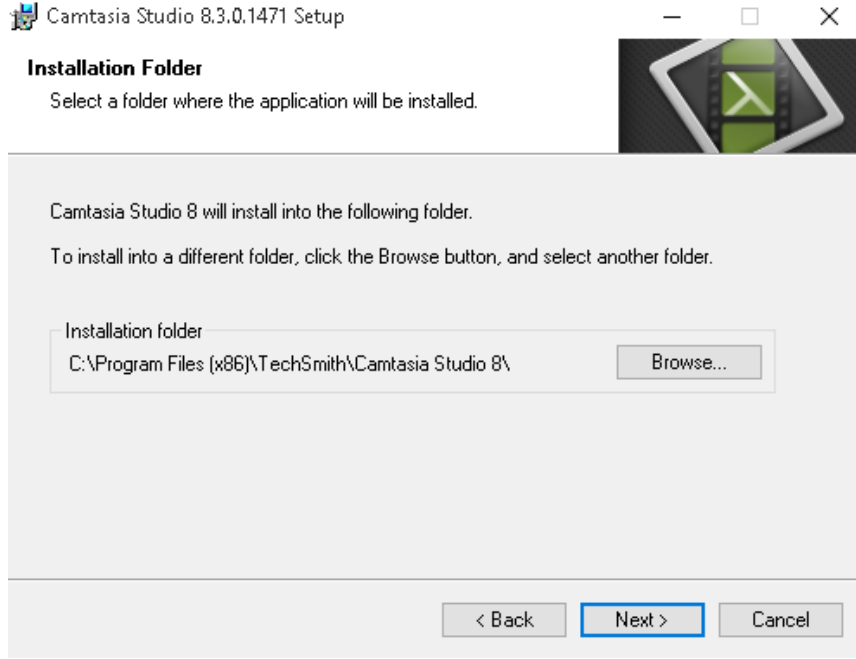 Camtasia Studio 8.3.0.1471 Setup
Installation Folder
Select a folder where the application will be installed.
Camtasia Studio 8 will install into the following folder.
To install into a different folder, click the Browse button, and select another folder.
Installation folder
C:\Program Files (x86)\TechSmith\Camtasia Studio 8\
Browse...
< Back
Next >
Cancel